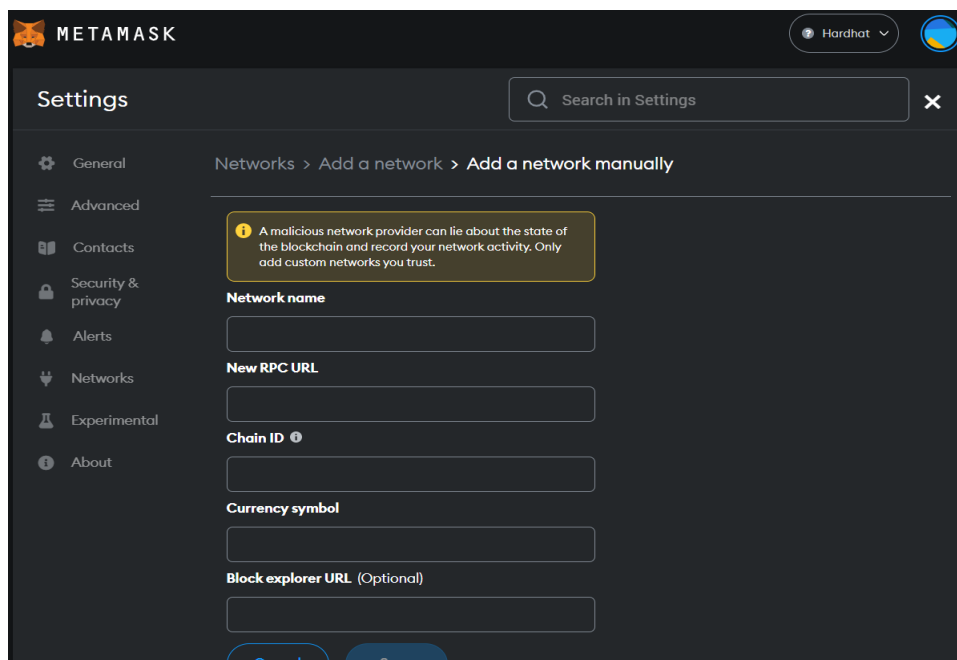 METAMASK
Hardhat
Settings
Search in Settings
General
Advanced
Contacts
Security &
privacy
Alerts
Networks
Experimental
About
Networks > Add a network > Add a network manually
A malicious network provider can lie about the state of
the blockchain and record your network activity. Only
add custom networks you trust.
Network name
New RPC URL
Chain ID
Currency symbol
Block explorer URL (Optional)